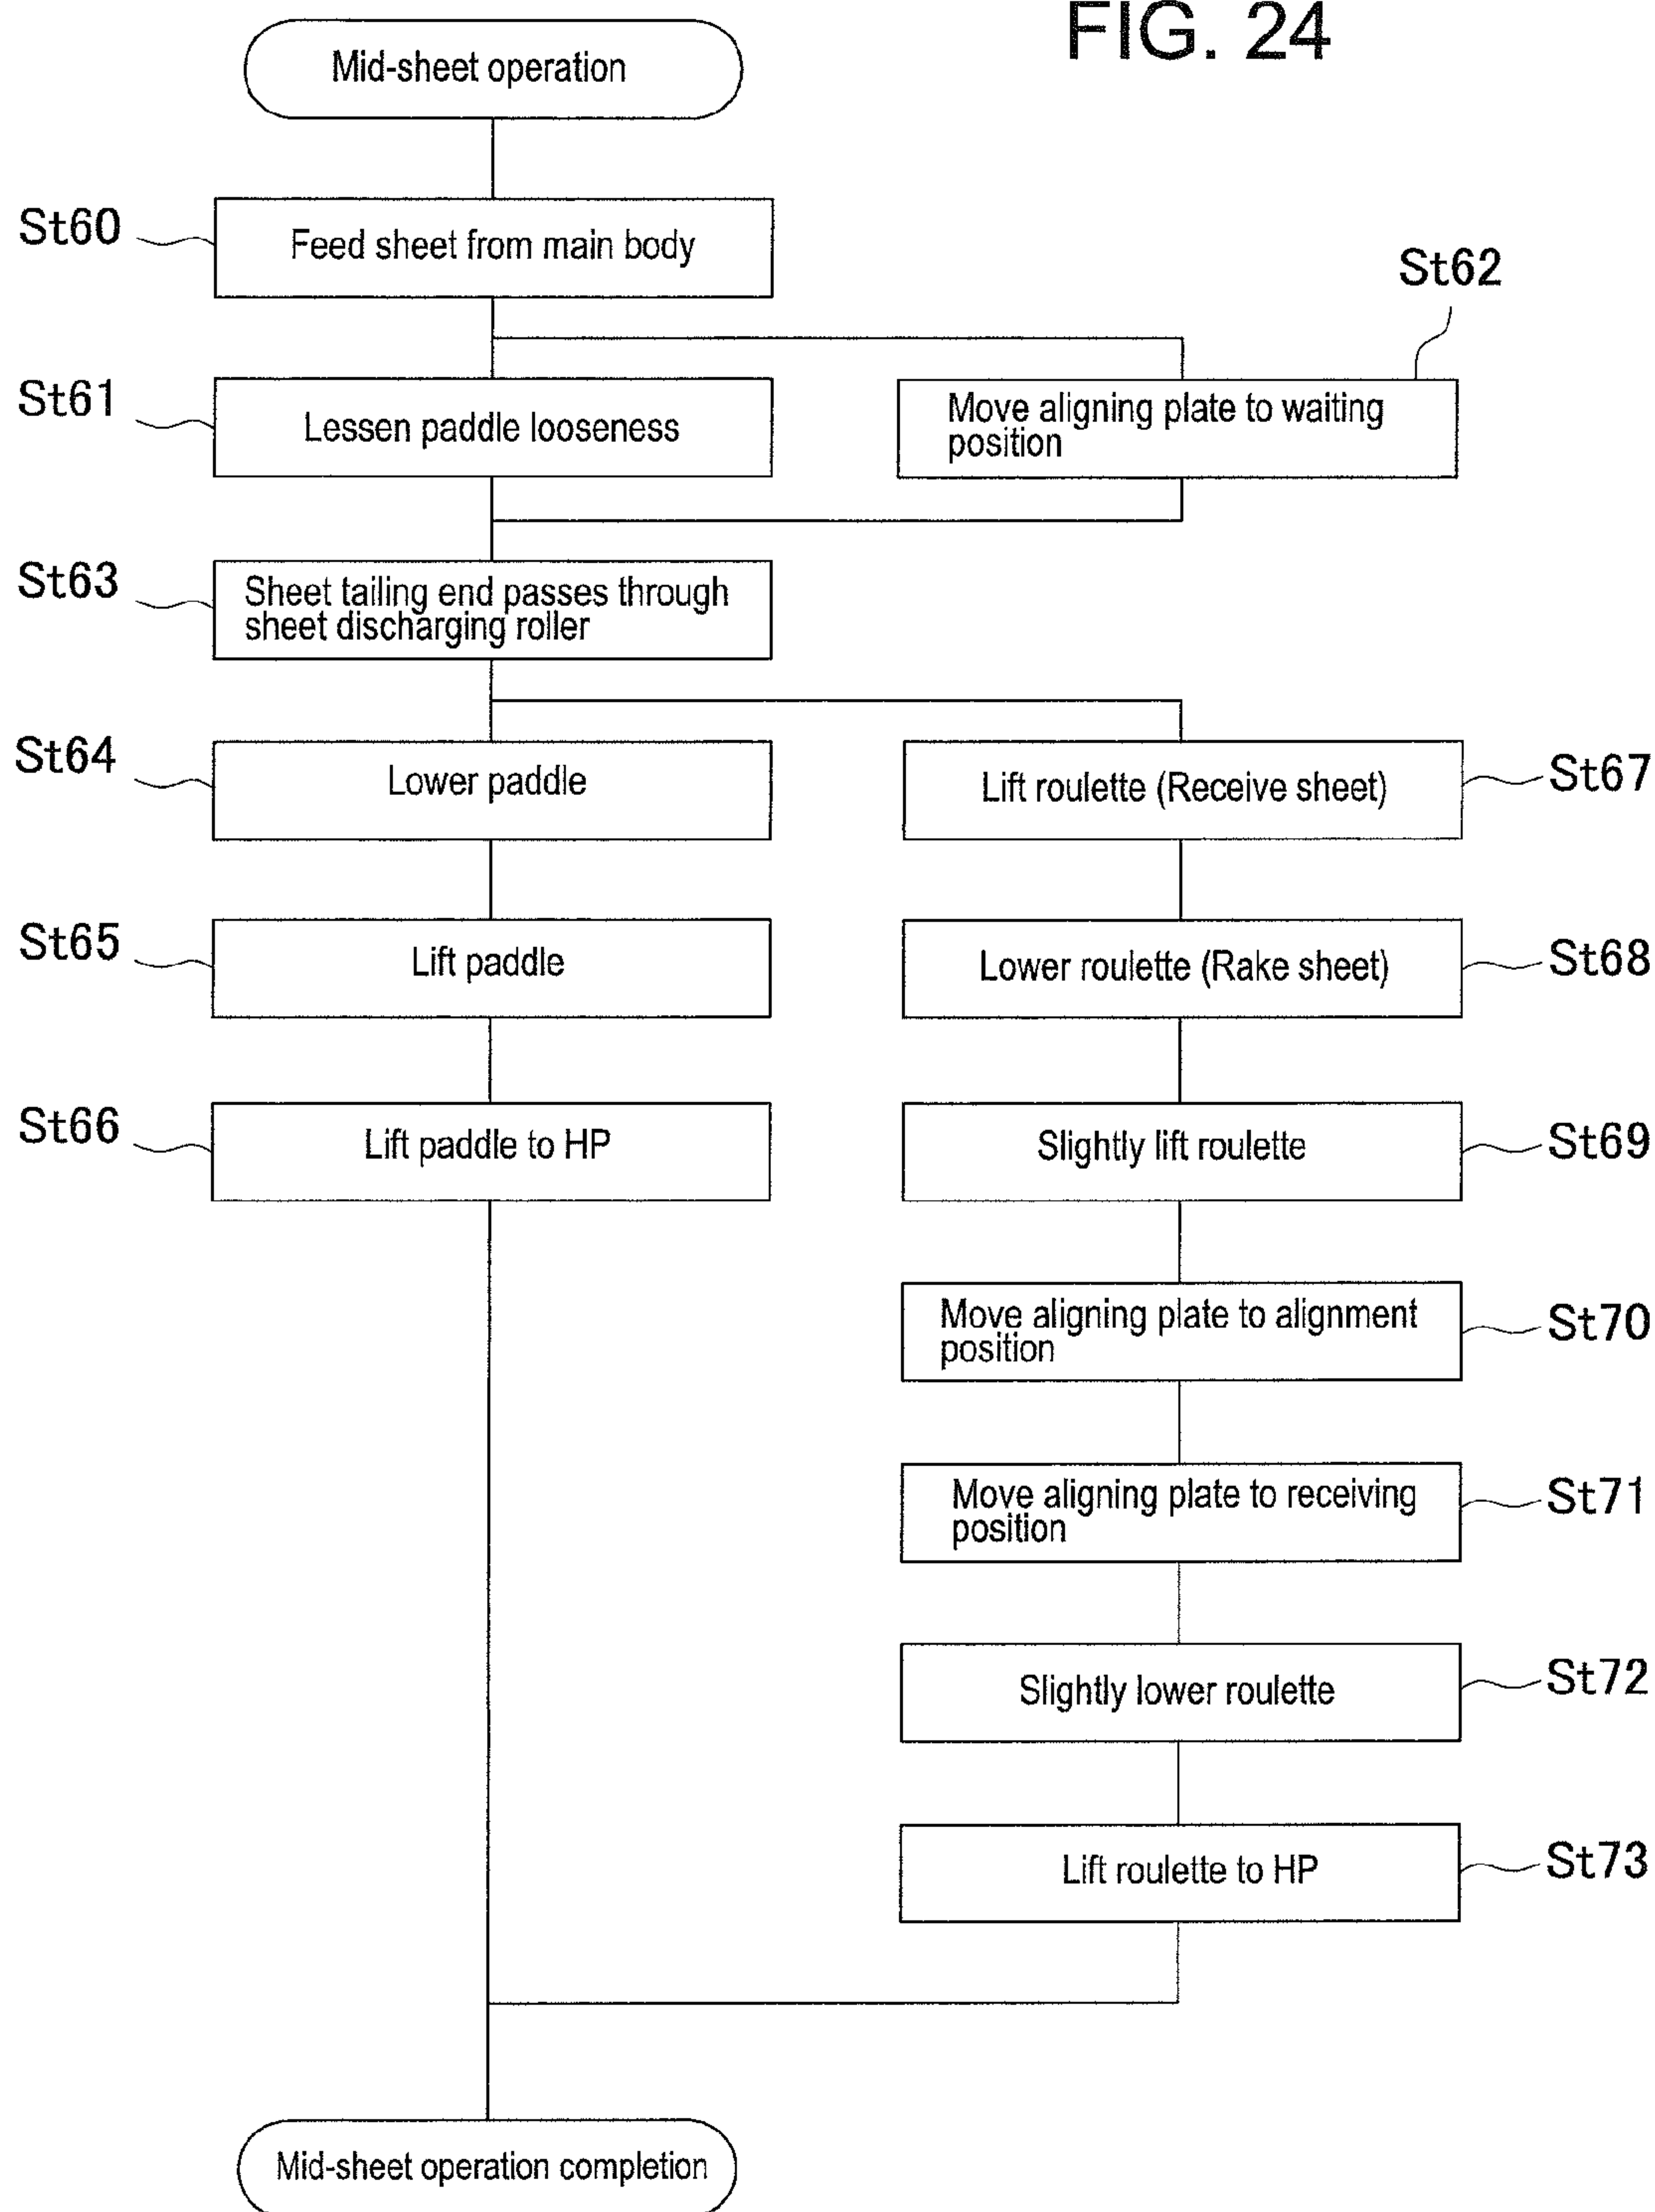 FIG. 24
Mid-sheet operation
St60
Feed sheet from main body
St62
St61
Lessen paddle looseness
Move aligning plate to waiting
position
St63
Sheet tailing end passes through
sheet discharging roller
St64
Lower paddle
Lift roulette (Receive sheet)
St67
St65
Lift paddle
Lower roulette (Rake sheet)
St68
St66
Lift paddle to HP
Slightly lift roulette
St69
Move aligning plate to alignment
position
St70
Move aligning plate to receiving
position
St71
Slightly lower roulette
St72
Lift roulette to HP
St73
Mid-sheet operation completion